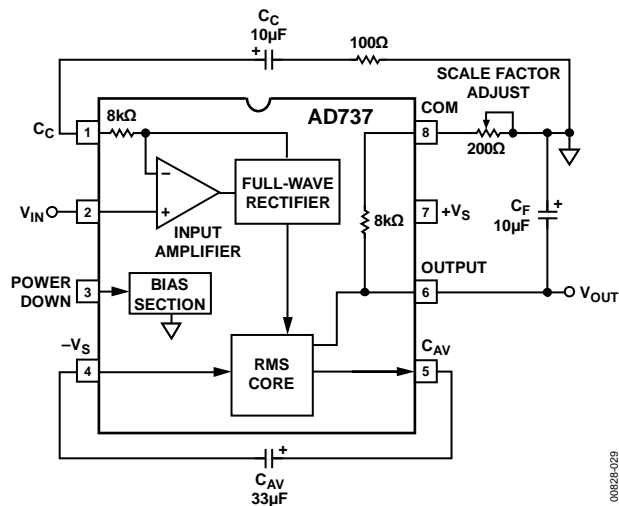 C_C
10µF
+
100Ω
SCALE FACTOR
ADJUST
AD737
COM
8kΩ
C_C
1
8
200Ω
FULL-WAVE
RECTIFIER
−
+
INPUT
AMPLIFIER
V_IN
2
7
+V_S
8kΩ
C_F
10µF
+
POWER
DOWN
3
BIAS
SECTION
OUTPUT
6
V_OUT
−V_S
4
RMS
CORE
C_AV
5
+
C_AV
33µF
00828-029